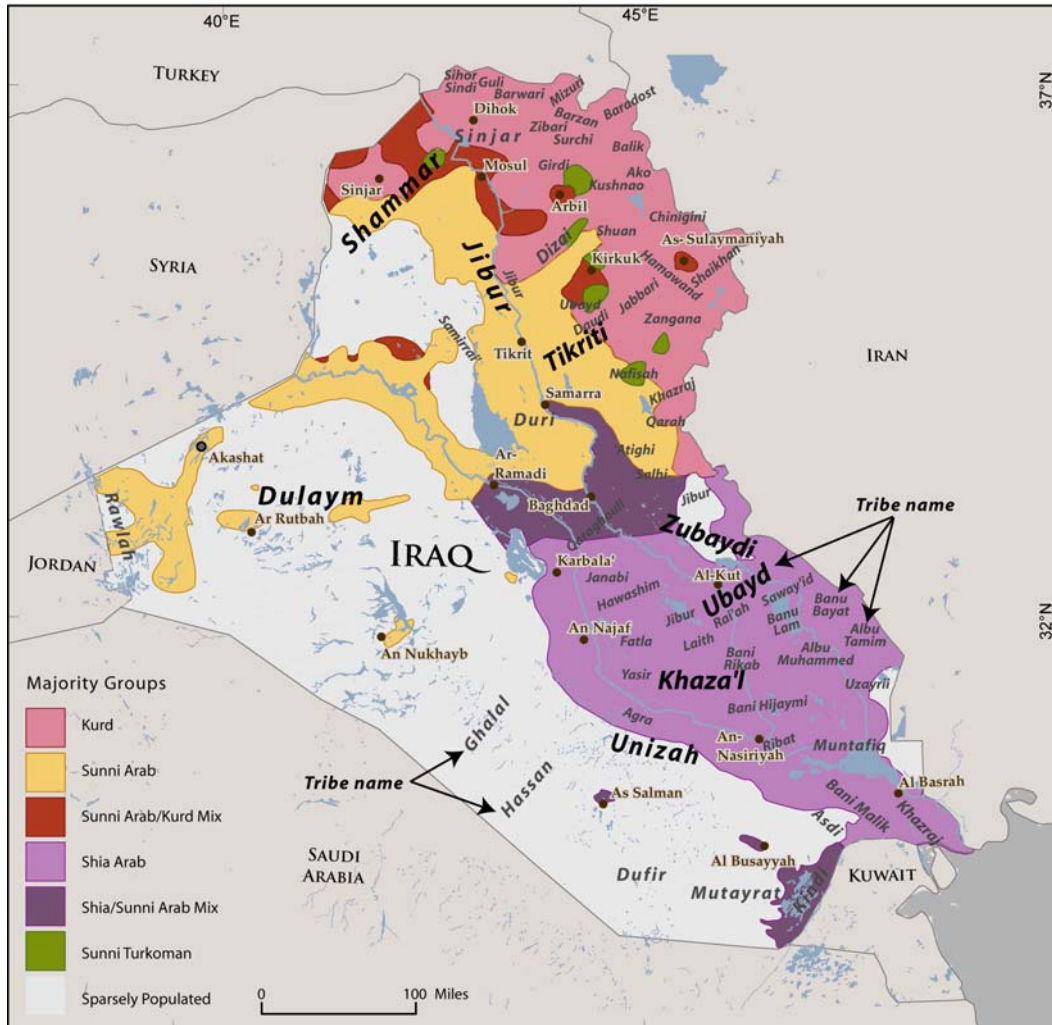 40°E
45°E
37°N
32°N
TURKEY
SYRIA
JORDAN
IRAN
SAUDI
ARABIA
KUWAIT
IRAQ
Sihor
Sindi
Guli
Barwari
Mizuri
Baradost
Dihok
Barzan
Sinjar
Zibari
Surchi
Balik
Mosul
Girdi
Ako
Kushnao
Sinjar
Arbil
Shammar
Chinigini
Shuan
As-Sulaymaniyah
Dizai
Jibur
Jibur
Kirkuk
Hamawand
Shaikhan
Ubayd
Jabbari
Daudi
Zangana
Samirrai'
Tikrit
Tikriti
Nafisah
Samarra
Khazraj
Duri
Qarah
Akashat
Ar-
Ramadi
'Atighi
Salhi
Rawlah
Dulaym
Ar Rutbah
Baghdad
Jibur
Qaraghauli
Zubaydi
Tribe name
Karbala'
Janabi
Hawashim
Al-Kut
Ubayd
Saway'id
Banu
Bayat
Jibur
Rai'ah
Banu
Lam
Albu
Tamim
An Najaf
Fatla
Laith
An Nukhayb
Bani
Rikab
Albu
Muhammed
Yasir
Khaza'l
Uzayrli
Agra
Bani Hijaymi
Ghalal
Unizah
An-
Nasiriyah
Ribat
Muntafiq
Tribe name
Hassan
As Salman
Al Basrah
Bani Malik
Khazraj
Asdi
Al Busayyah
Dufir
Mutayrat
Kindi
Majority Groups
Kurd
Sunni Arab
Sunni Arab/Kurd Mix
Shia Arab
Shia/Sunni Arab Mix
Sunni Turkoman
Sparsely Populated
0
100 Miles